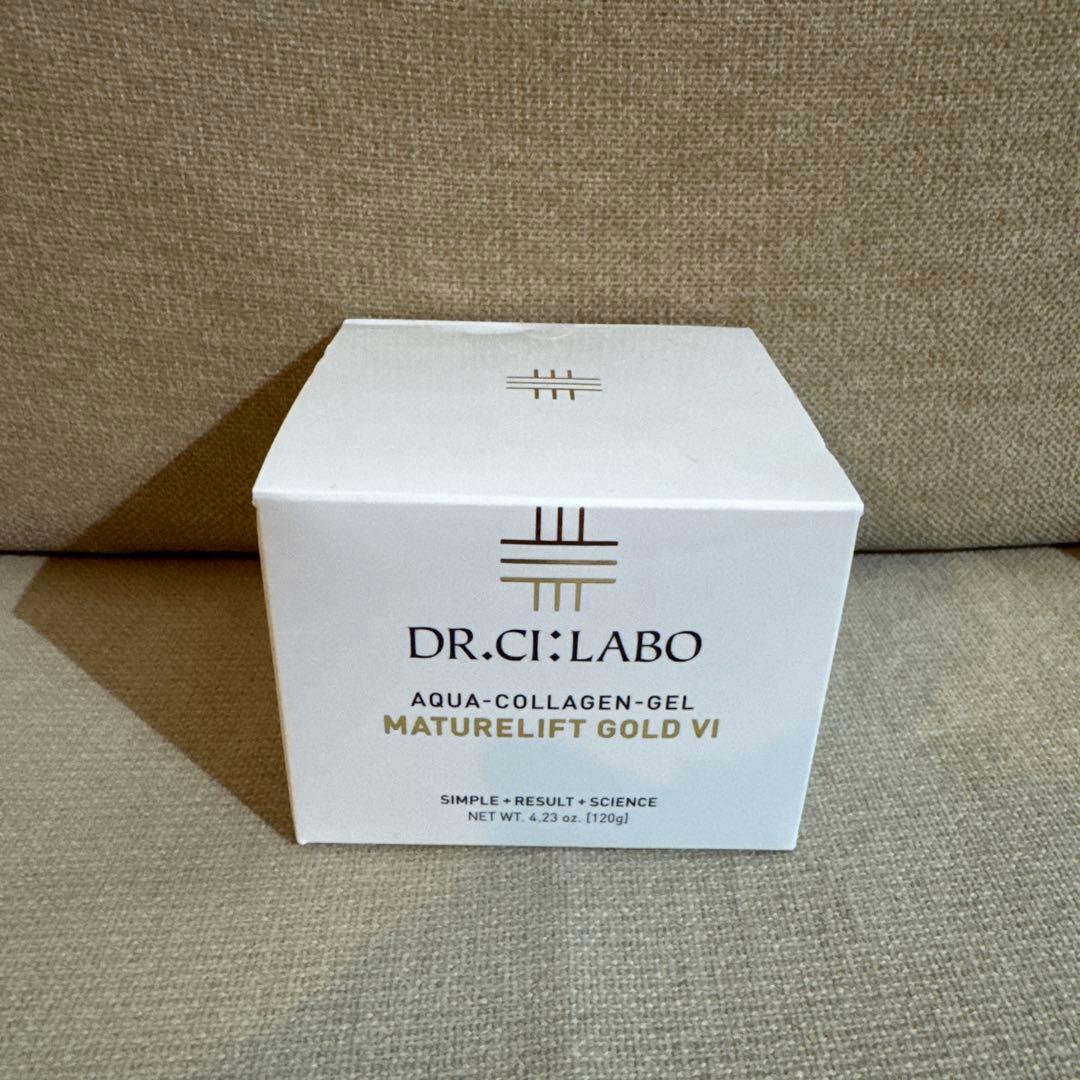 DR.CI:LABO
AQUA-COLLAGEN-GEL
MATURELIFT GOLD VI
SIMPLE+RESULT+SCIENCE
NET WT. 4.23 oz. [120g]